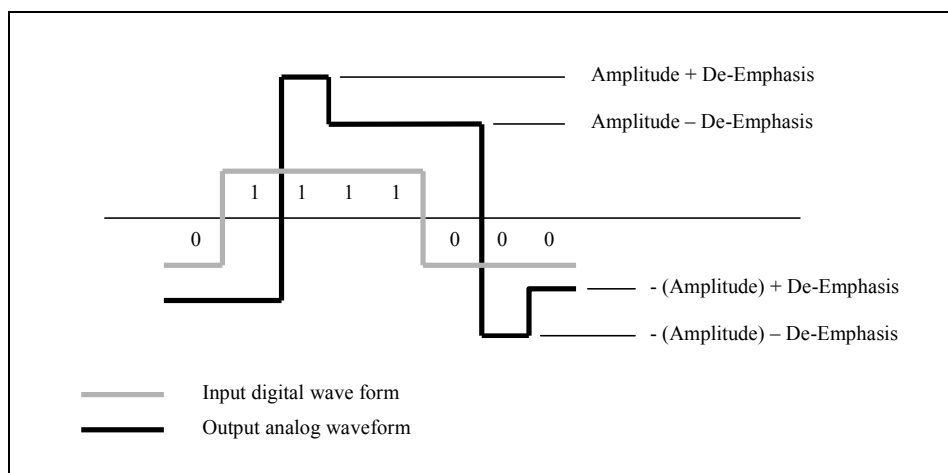 Amplitude + De-Emphasis
Amplitude – De-Emphasis
1 1 1 1
0 0 0 0
- (Amplitude) + De-Emphasis
- (Amplitude) – De-Emphasis
Input digital wave form
Output analog waveform